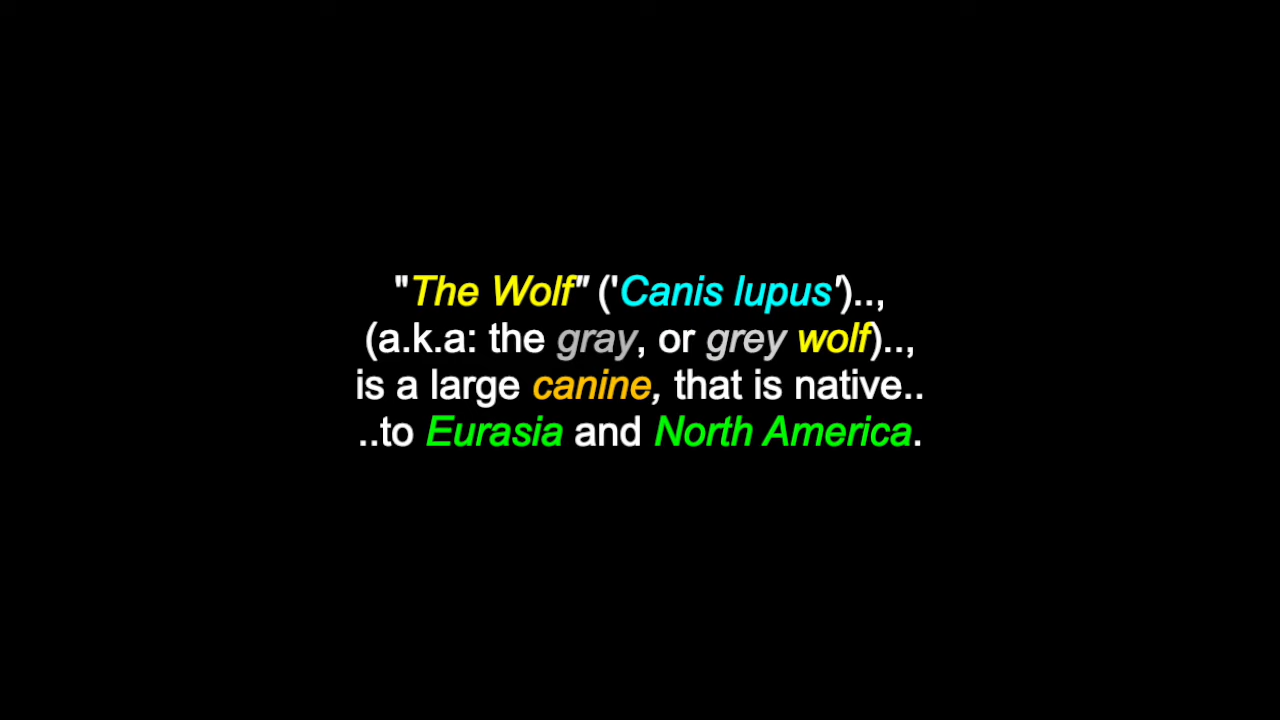 "The Wolf" ('Canis lupus')..,
(a.k.a: the gray, or grey wolf)..,
is a large canine, that is native..
..to Eurasia and North America.